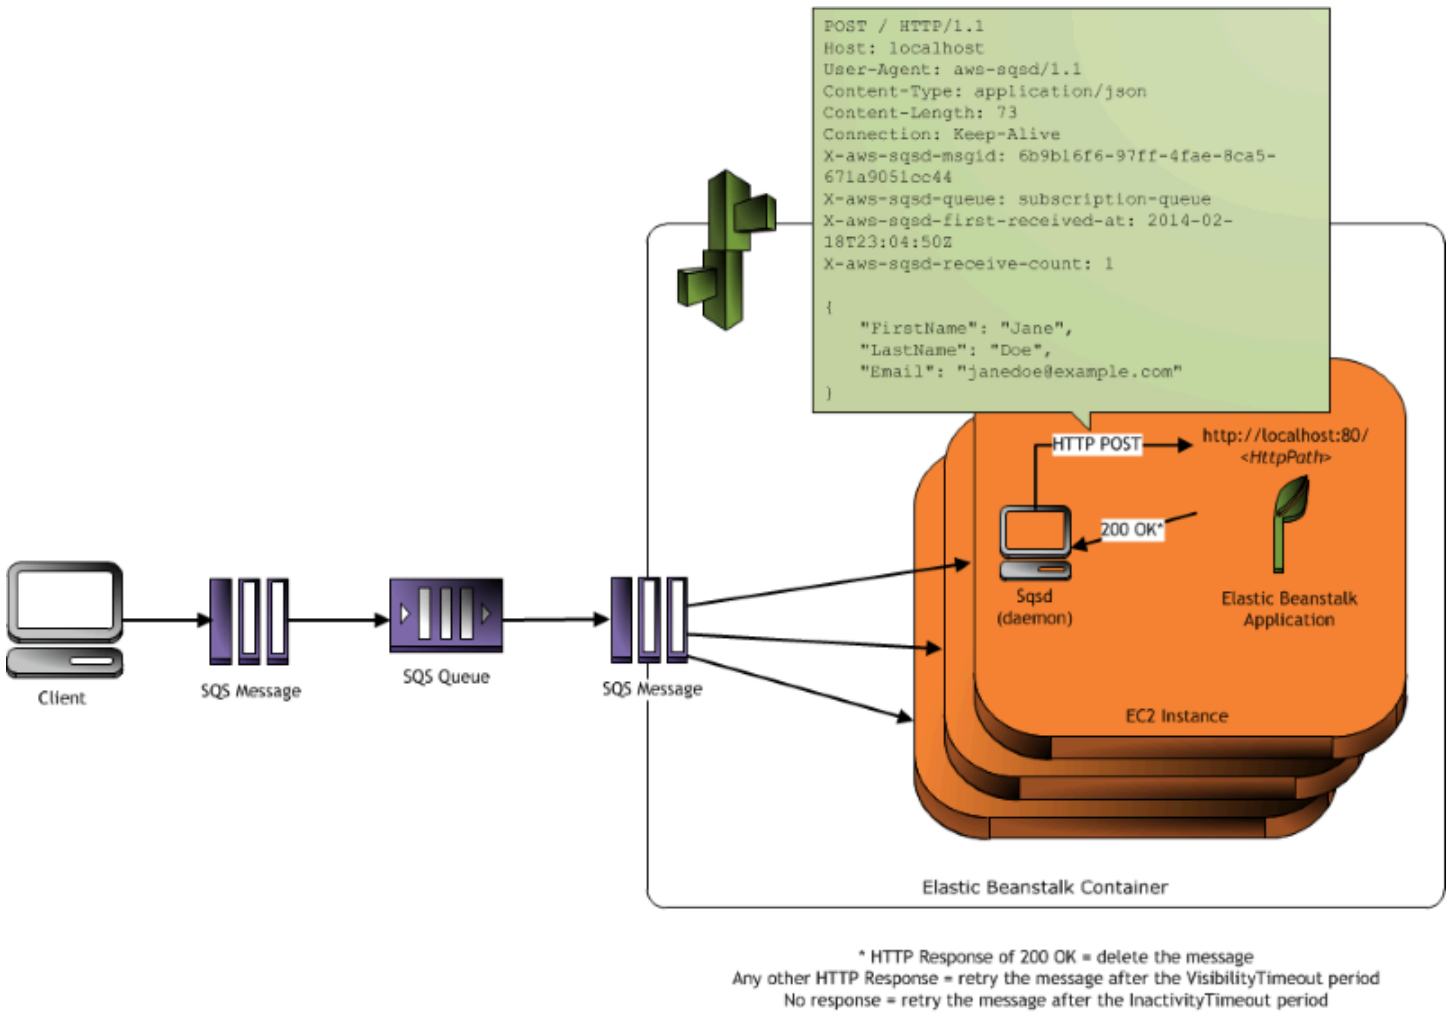 POST / HTTP/1.1
Host: localhost
User-Agent: aws-sqsd/1.1
Content-Type: application/json
Content-Length: 73
Connection: Keep-Alive
X-aws-sqsd-msgid: 6b9b16f6-97ff-4fae-8ca5-
671a9051cc44
X-aws-sqsd-queue: subscription-queue
X-aws-sqsd-first-received-at: 2014-02-
18T23:04:50Z
X-aws-sqsd-receive-count: 1
{
"FirstName": "Jane",
"LastName": "Doe",
"Email": "janedoe@example.com"
}
HTTP POST
http://localhost:80/
<HttpPath>
200 OK*
Sqsd
(daemon)
Elastic Beanstalk
Application
EC2 Instance
Client
SQS Message
SQS Queue
SQS Message
Elastic Beanstalk Container
* HTTP Response of 200 OK = delete the message
Any other HTTP Response = retry the message after the VisibilityTimeout period
No response = retry the message after the InactivityTimeout period